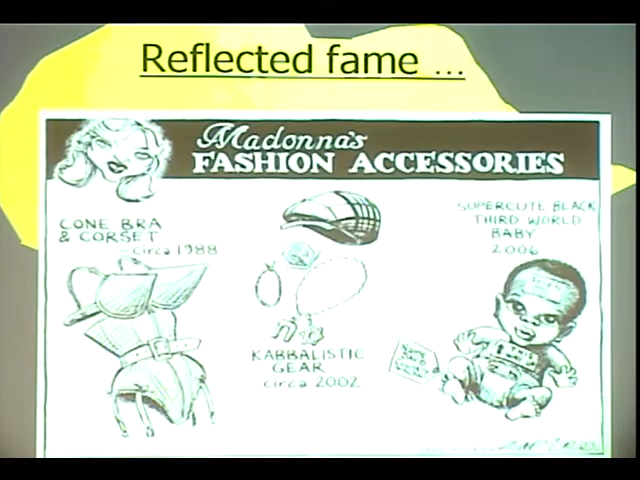 Reflected fame ...
Madonna's
FASHION ACCESSORIES
CONE BRA
& CORSET
circa 1988
KABBALISTIC
GEAR
circa 2002
SUPERCUTE BLACK
THIRD WORLD
BABY
2006